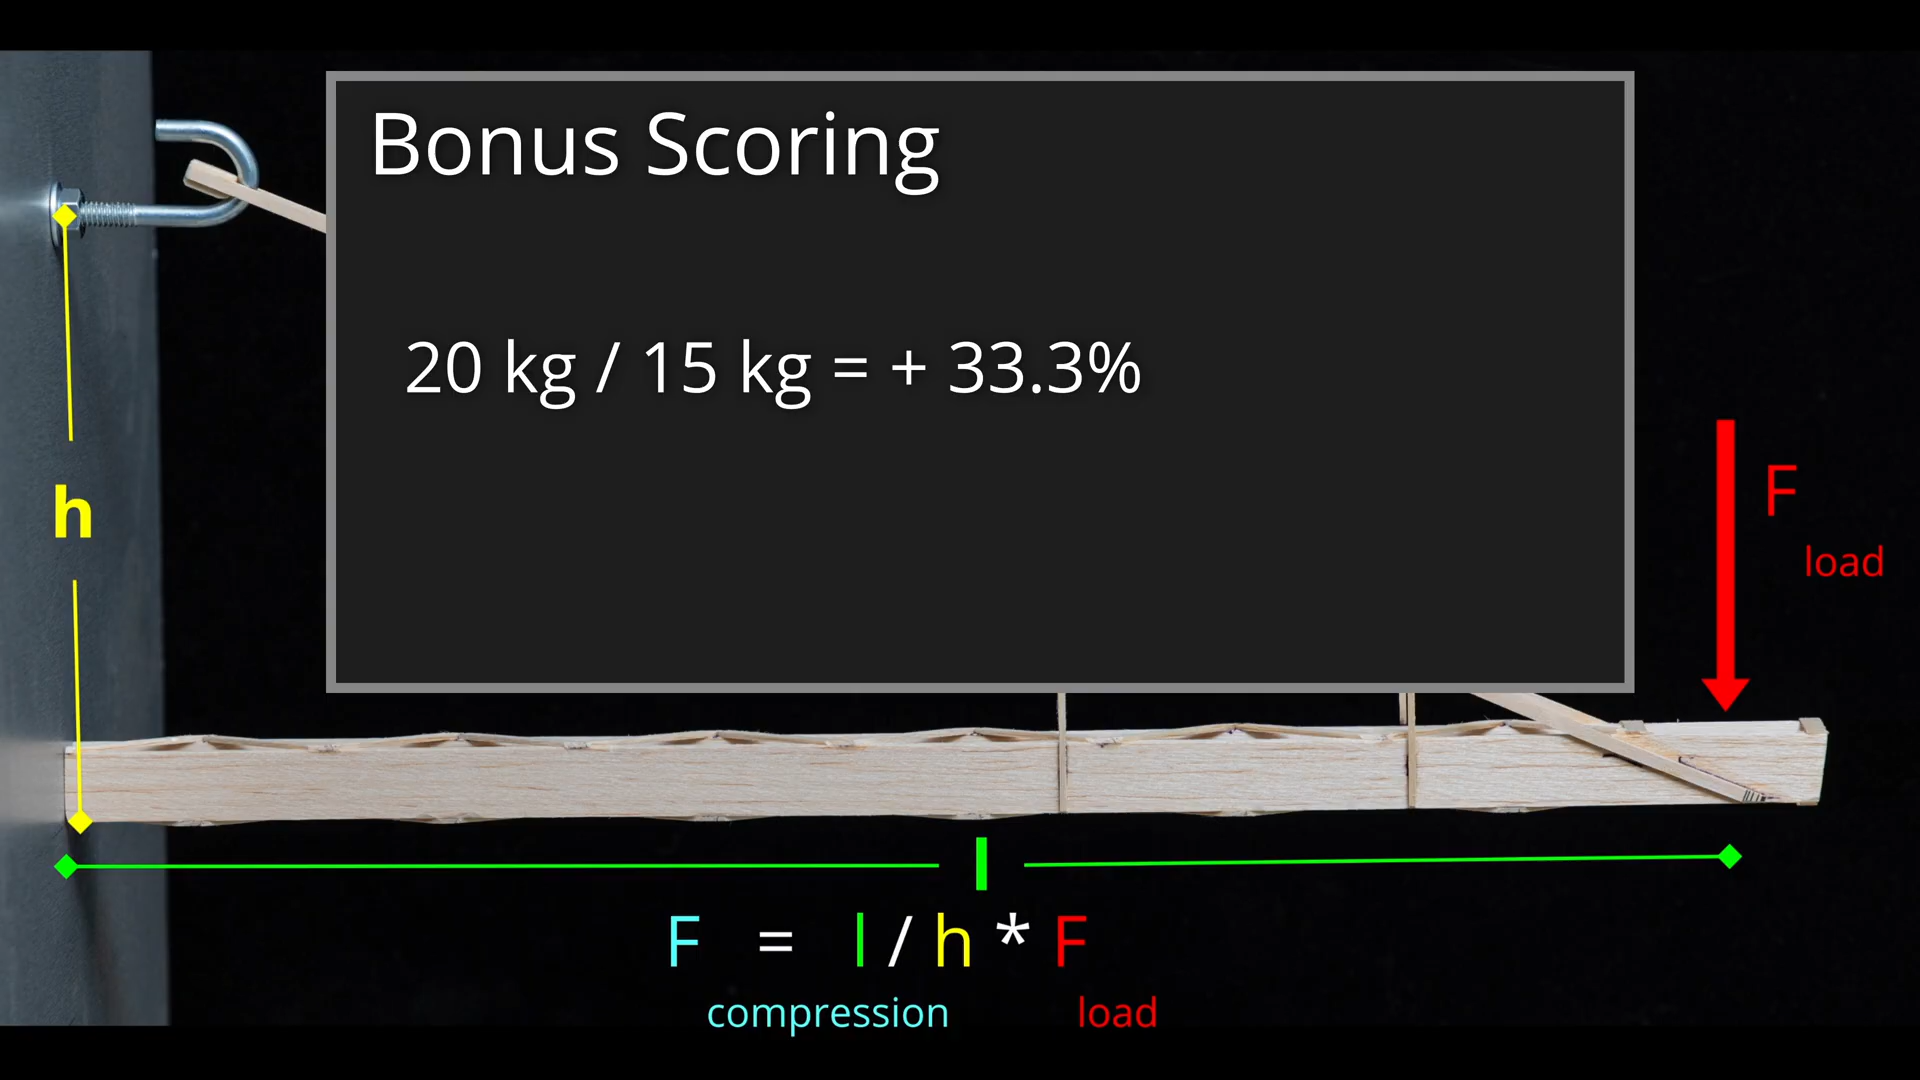 Bonus Scoring
20 kg / 15 kg = + 33.3%
h
F
load
l
F = l / h * F
compression load